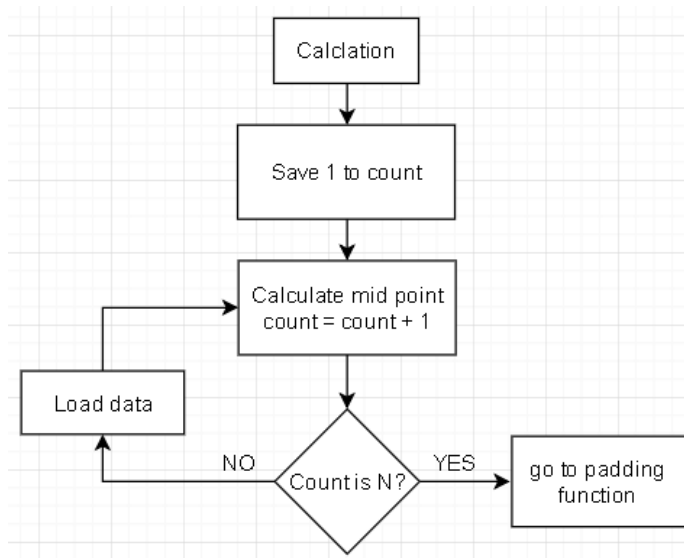 Calclation
Save 1 to count
Calculate mid point
count = count + 1
Load data
NO
Count is N?
YES
go to padding
function